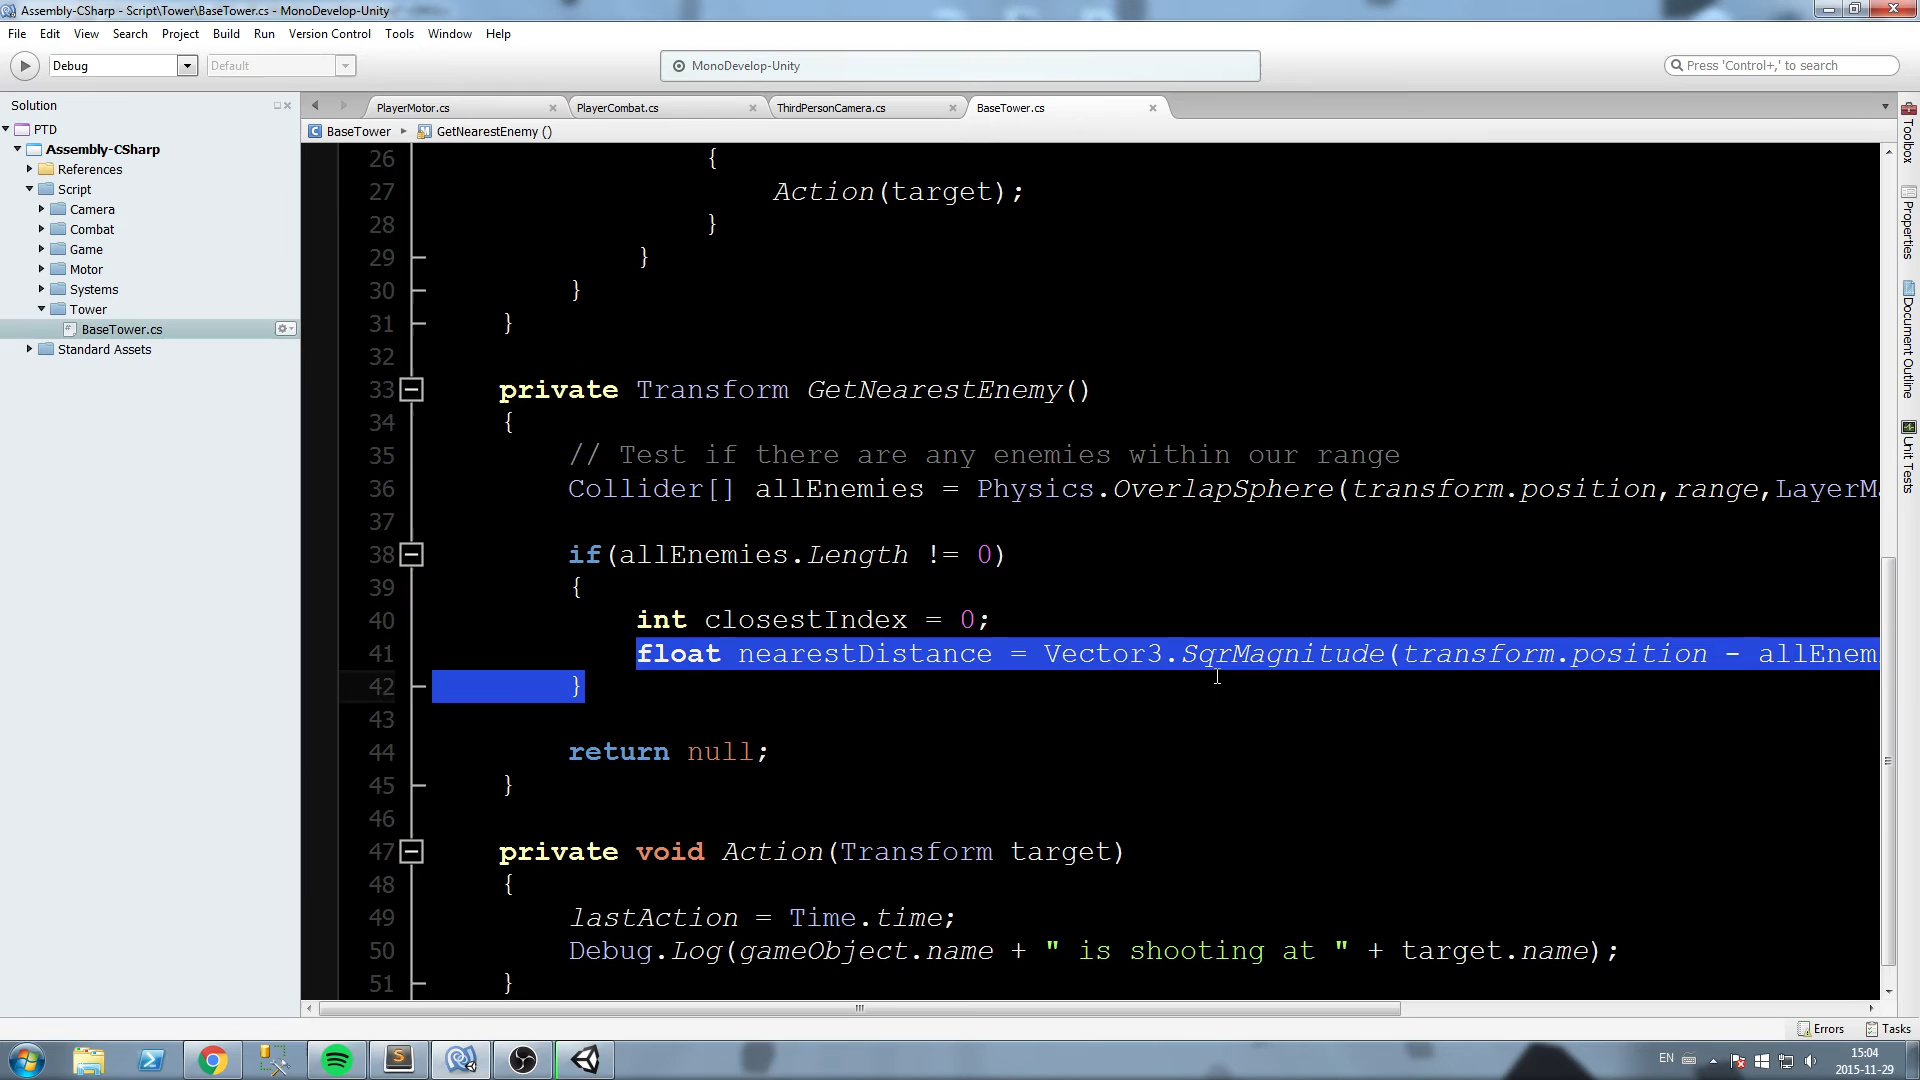 Assembly-CSharp - Script\Tower\BaseTower.cs - MonoDevelop-Unity
File Edit View Search Project Build Run Version Control Tools Window Help
Debug Default MonoDevelop-Unity Press 'Control+,' to search
Solution
PTD
Assembly-CSharp
References
Script
Camera
Combat
Game
Motor
Systems
Tower
BaseTower.cs
Standard Assets
PlayerMotor.cs PlayerCombat.cs ThirdPersonCamera.cs BaseTower.cs
BaseTower GetNearestEnemy ()
26 {
27 Action(target);
28 }
29 }
30 }
31 }
32
33 private Transform GetNearestEnemy()
34 {
35 // Test if there are any enemies within our range
36 Collider[] allEnemies = Physics.OverlapSphere(transform.position,range,LayerM
37
38 if(allEnemies.Length != 0)
39 {
40 int closestIndex = 0;
41 float nearestDistance = Vector3.SqrMagnitude(transform.position - allEnem
42 }
43
44 return null;
45 }
46
47 private void Action(Transform target)
48 {
49 lastAction = Time.time;
50 Debug.Log(gameObject.name + " is shooting at " + target.name);
51 }
Toolbox
Properties
Document Outline
Unit Tests
Errors Tasks
EN
15:04
2015-11-29